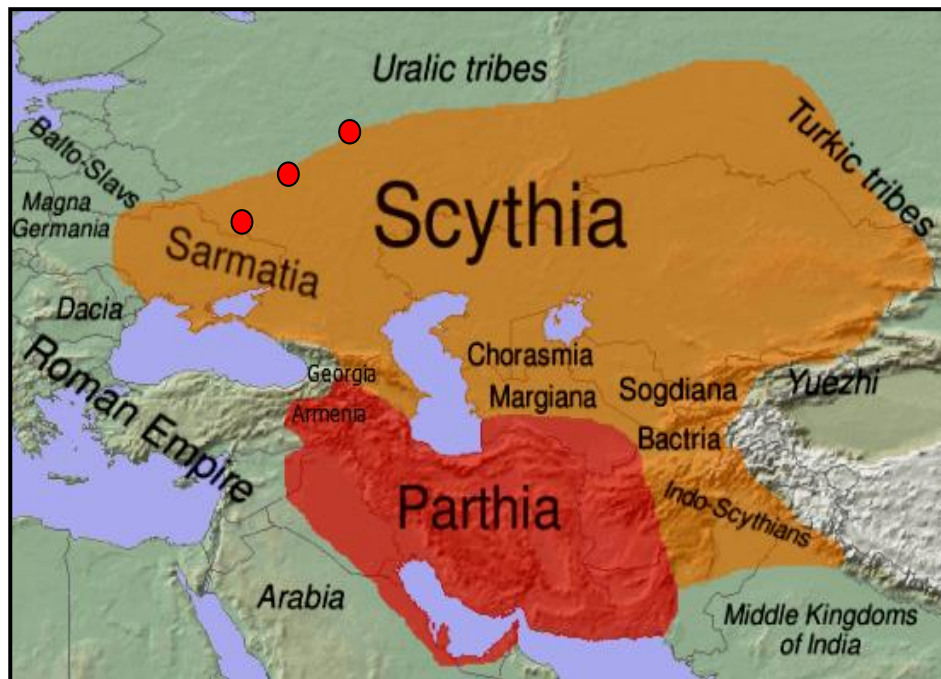 Uralic tribes
Balto-Slavs
Turkic tribes
Magna
Germania
Scythia
Sarmatia
Dacia
Roman Empire
Georgia
Armenia
Chorasmia
Margiana
Sogdiana
Yuezhi
Bactria
Parthia
Indo-Scythians
Arabia
Middle Kingdoms
of India